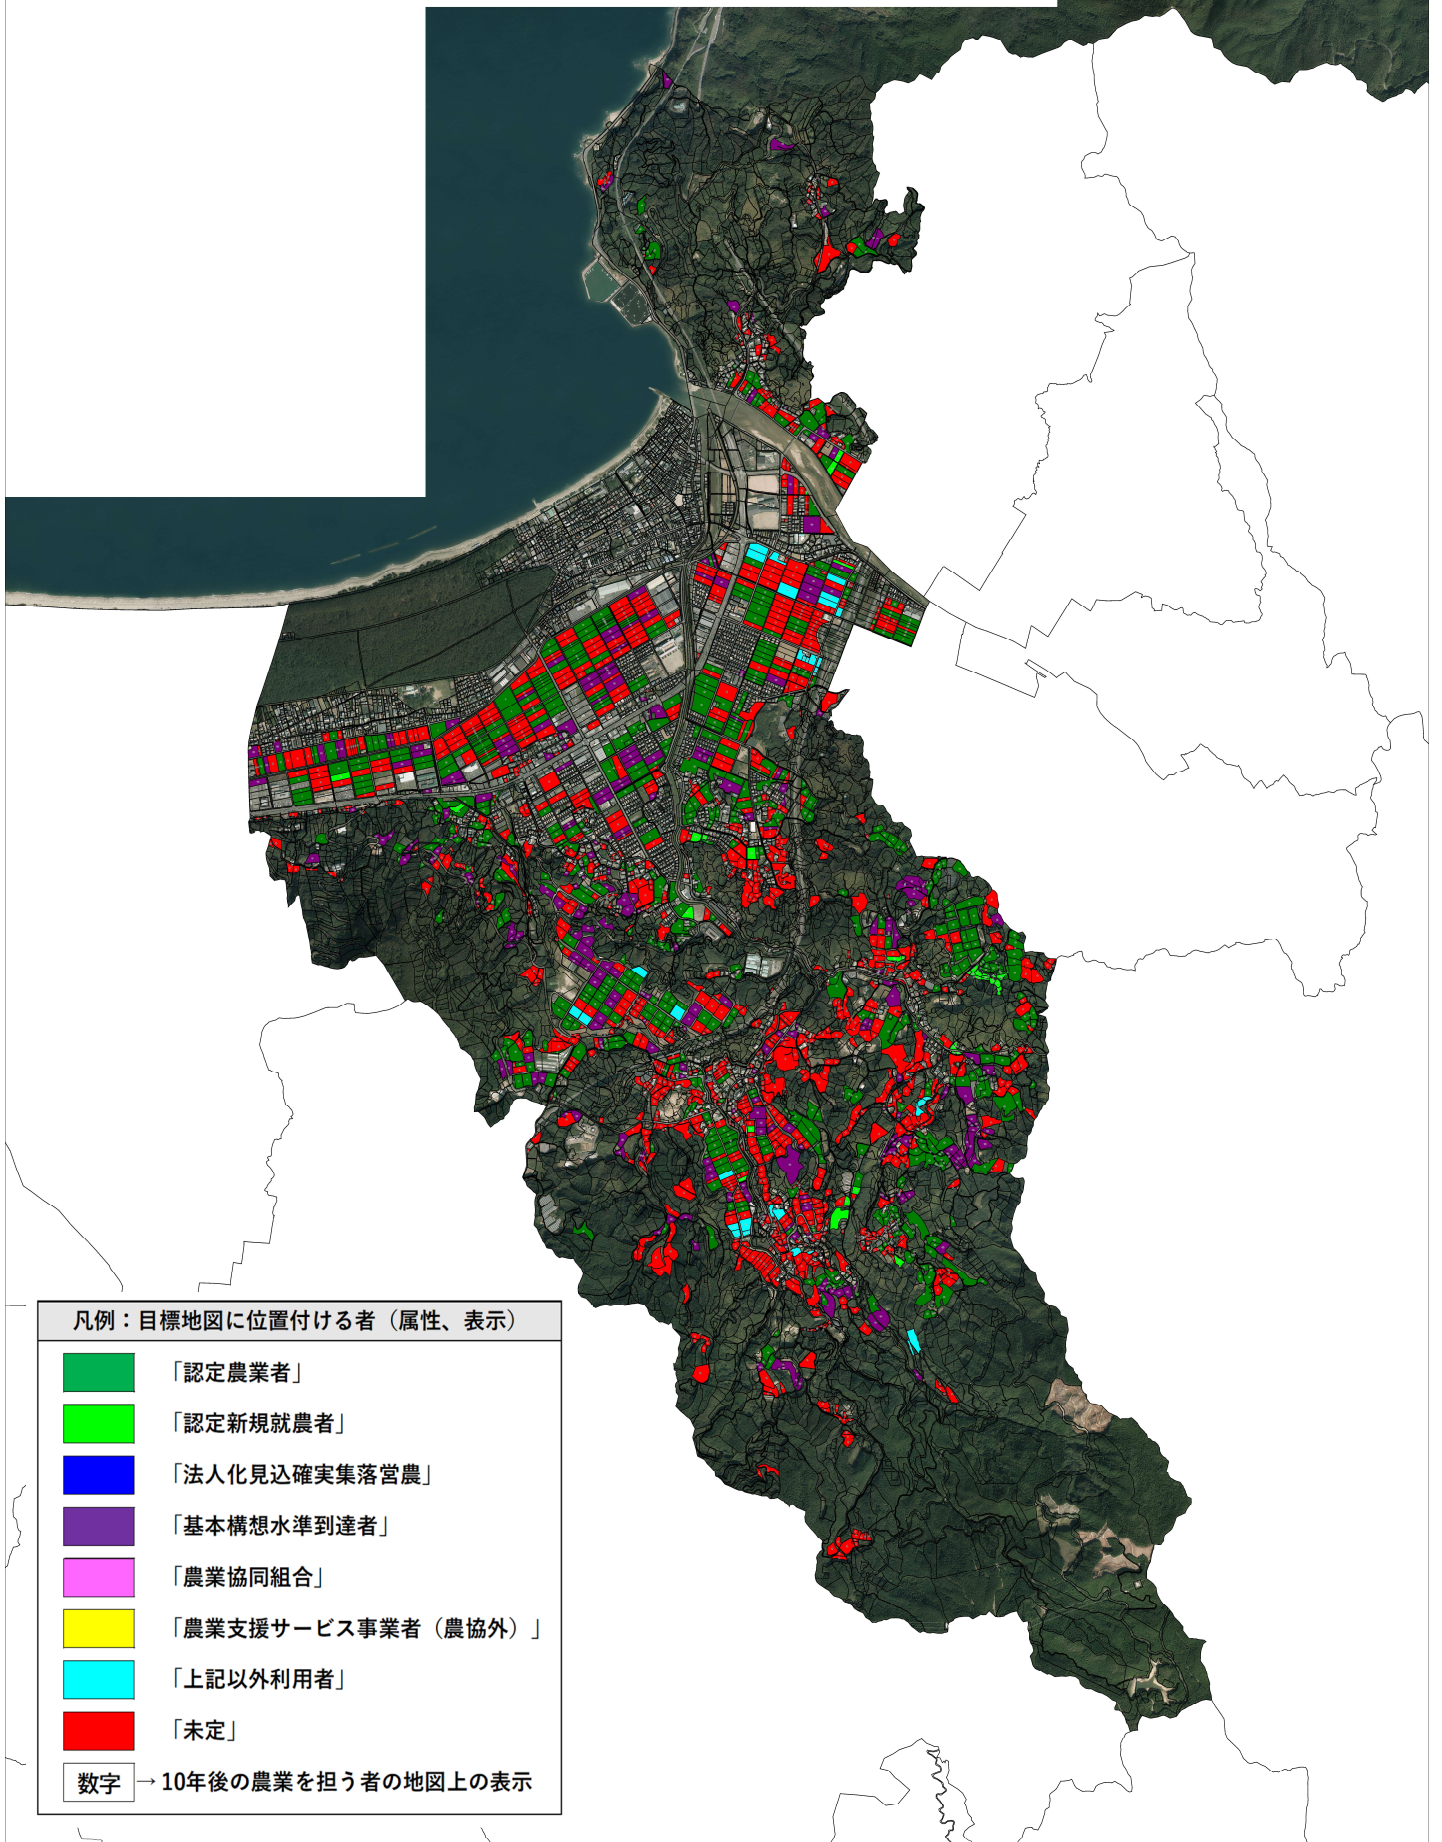 凡例：目標地図に位置付ける者（属性、表示）
「認定農業者」
「認定新規就農者」
「法人化見込確実集落営農」
「基本構想水準到達者」
「農業協同組合」
「農業支援サービス事業者（農協外）」
「上記以外利用者」
「未定」
数字→10年後の農業を担う者の地図上の表示